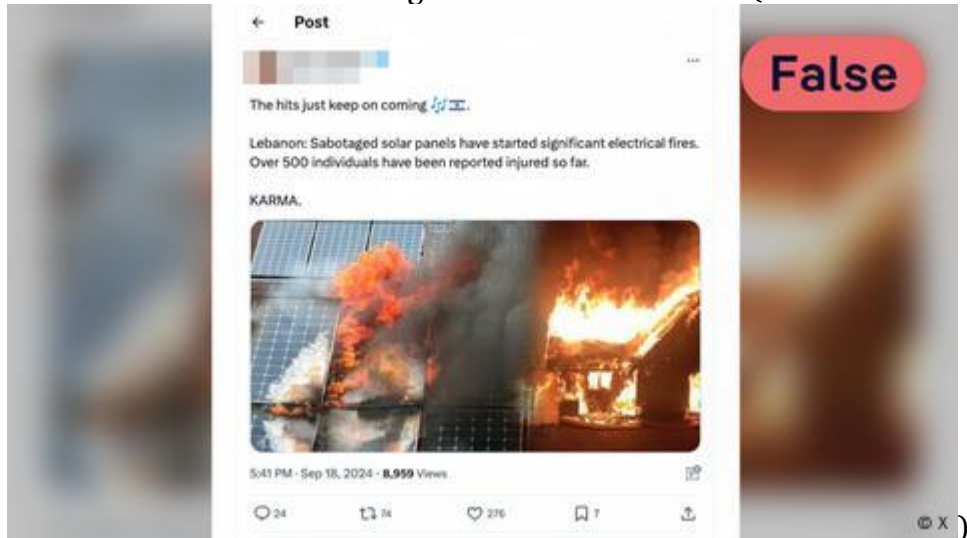 Post
False
The hits just keep on coming 🎶🇮🇱.
Lebanon: Sabotaged solar panels have started significant electrical fires.
Over 500 individuals have been reported injured so far.
KARMA.
5:41 PM · Sep 18, 2024 · 8,959 Views
24 74 276 7
© X )